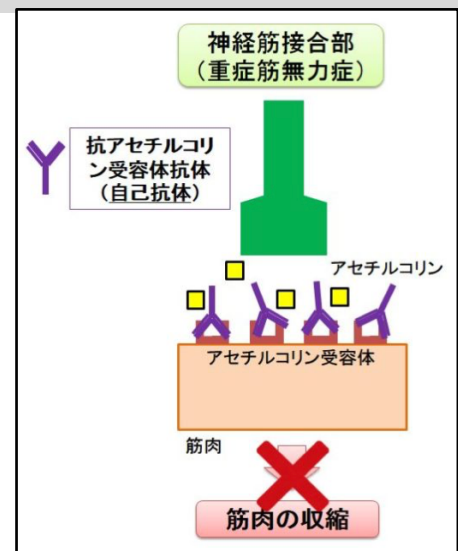 神経筋接合部
（重症筋無力症）
抗アセチルコリ
ン受容体抗体
（自己抗体）
アセチルコリン
アセチルコリン受容体
筋肉
筋肉の収縮